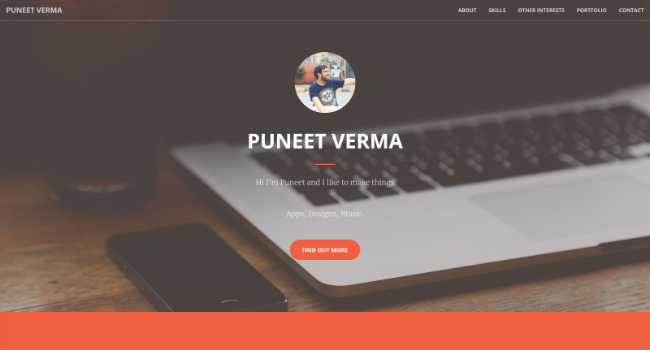 PUNEET VERMA
ABOUT SKILLS OTHER INTERESTS PORTFOLIO CONTACT
PUNEET VERMA
Hi I'm Puneet and I like to make things
Apps, Designs, Music.
FIND OUT MORE